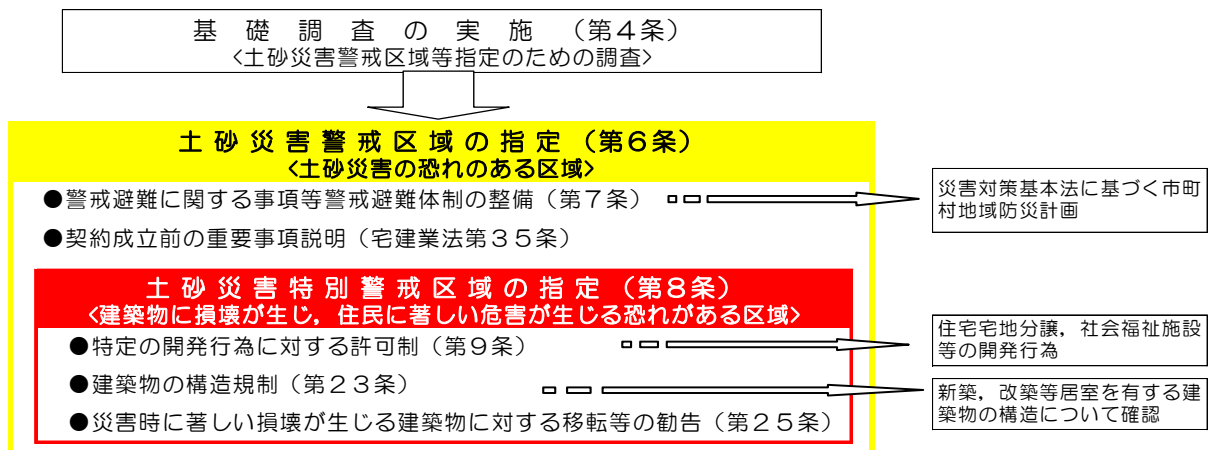 基 礎 調 査 の 実 施 （第４条）
<土砂災害警戒区域等指定のための調査>
土 砂 災 害 警 戒 区 域 の 指 定 （第６条）
<土砂災害の恐れのある区域>
●警戒避難に関する事項等警戒避難体制の整備（第７条）
災害対策基本法に基づく市町
村地域防災計画
●契約成立前の重要事項説明（宅建業法第３５条）
土 砂 災 害 特 別 警 戒 区 域 の 指 定 （第８条）
<建築物に損壊が生じ，住民に著しい危害が生じる恐れがある区域>
●特定の開発行為に対する許可制（第９条）
住宅宅地分譲，社会福祉施設
等の開発行為
●建築物の構造規制（第２３条）
新築，改築等居室を有する建
築物の構造について確認
●災害時に著しい損壊が生じる建築物に対する移転等の勧告（第２５条）